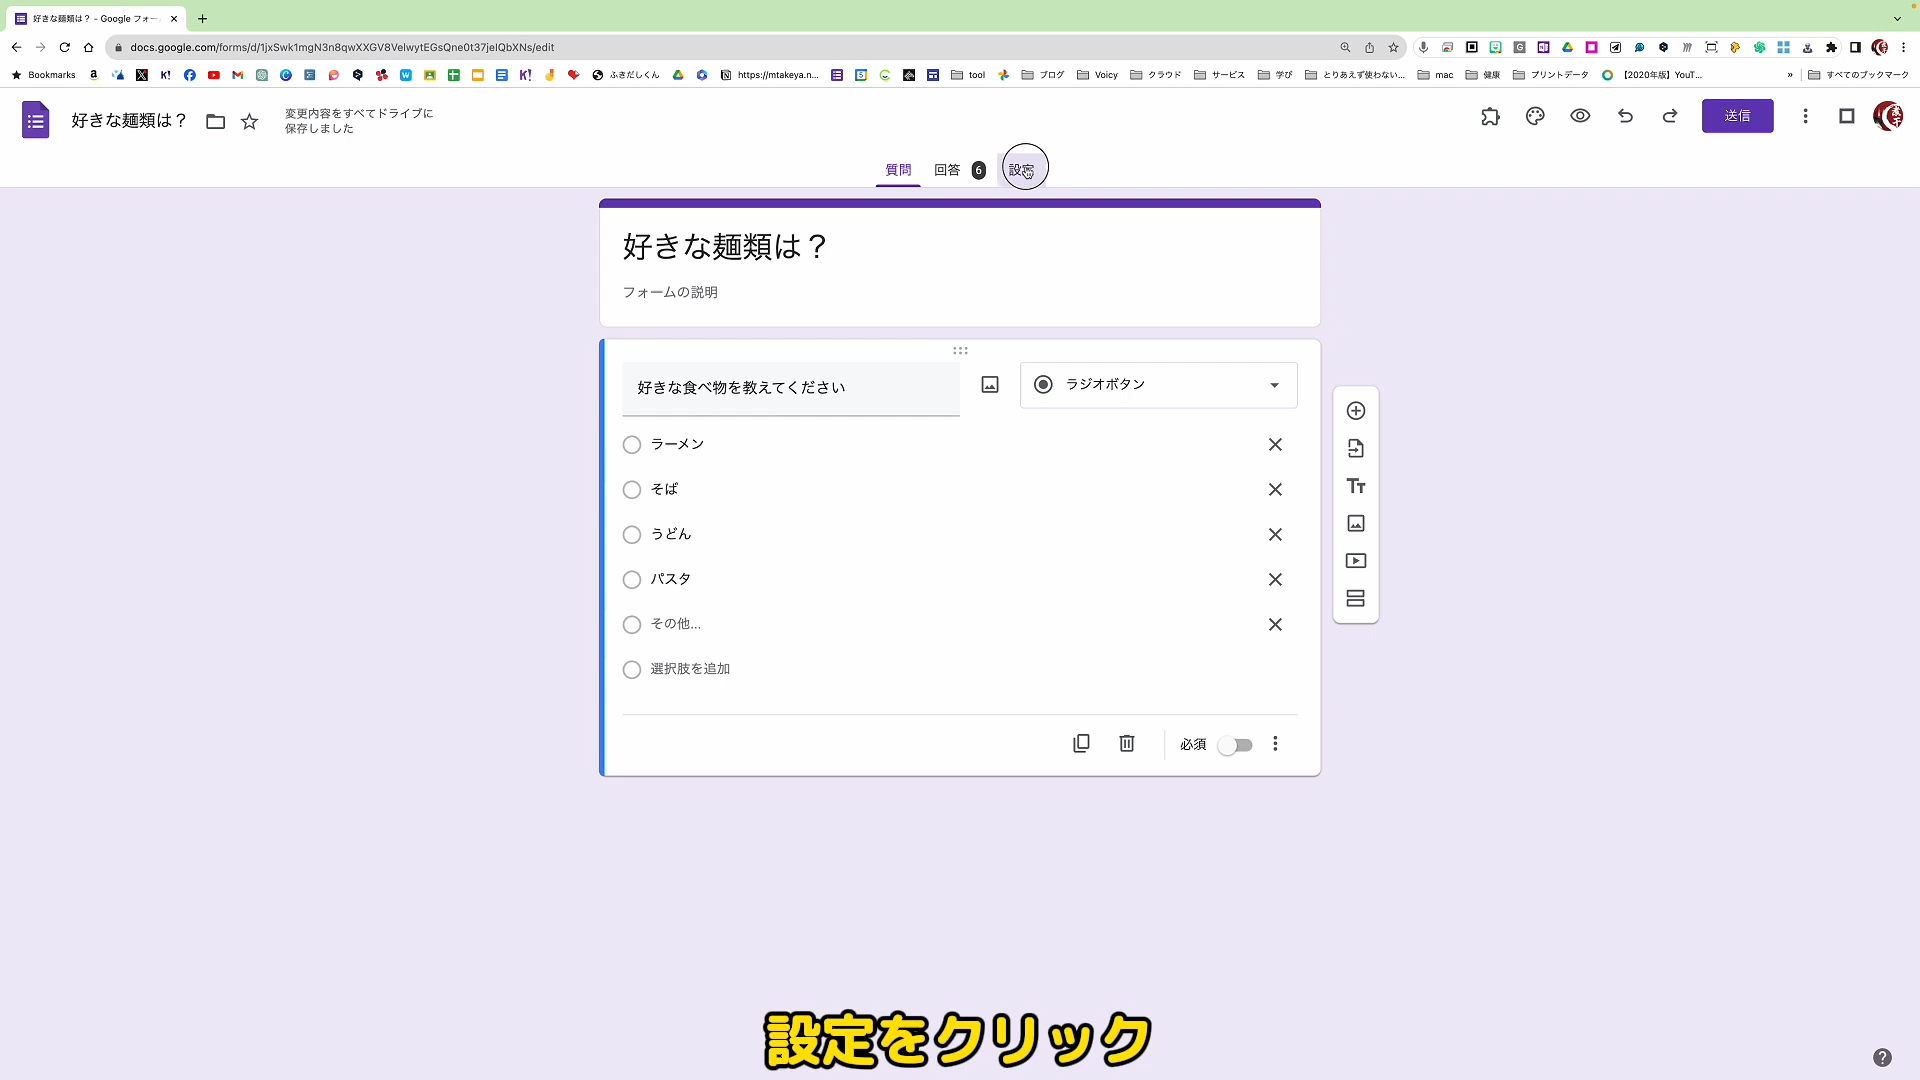 好きな麺類は？ - Google フォー
docs.google.com/forms/d/1jxSwk1mgN3n8qwXXGV8VelwytEGsQne0t37jelQbXNs/edit
Bookmarks
ふきだしくん
https://mtakeya.n...
tool
ブログ
Voicy
クラウド
サービス
学び
とりあえず使わない...
mac
健康
プリントデータ
【2020年版】YouT...
»
すべてのブックマーク
好きな麺類は？
変更内容をすべてドライブに
保存しました
送信
質問
回答 6
設定
好きな麺類は？
フォームの説明
好きな食べ物を教えてください
ラジオボタン
ラーメン
そば
うどん
パスタ
その他...
選択肢を追加
必須
設定をクリック